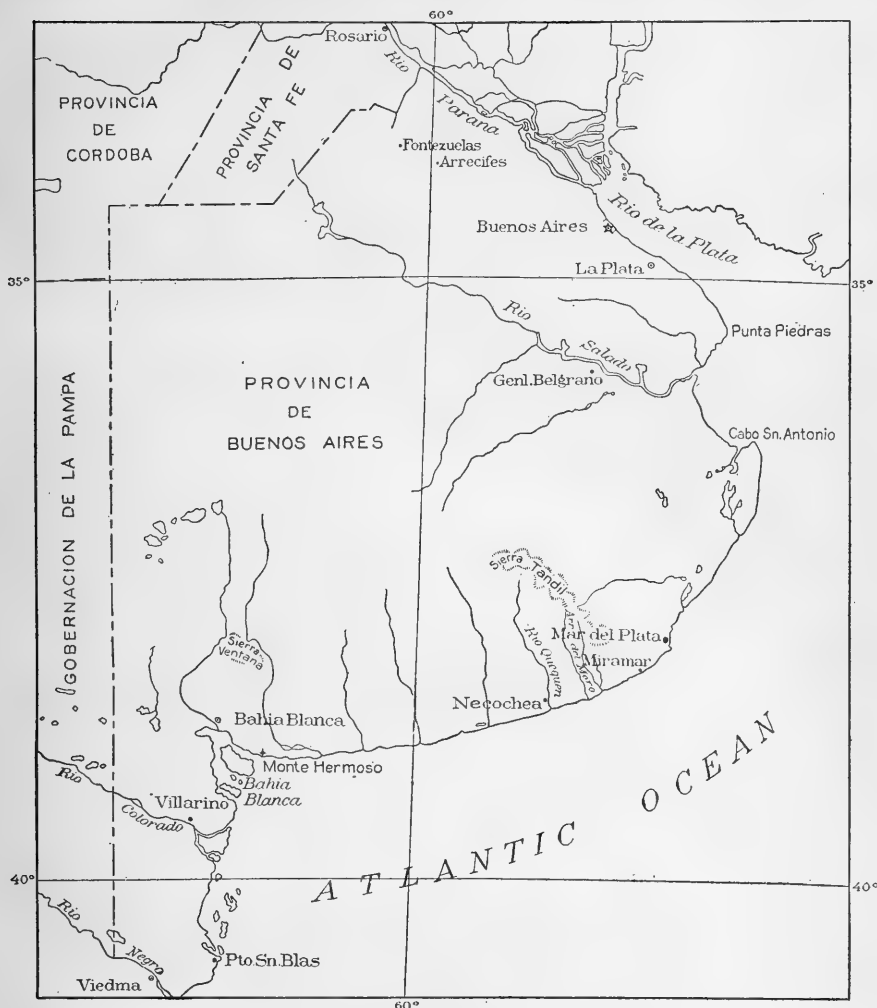 60°
Rosario
Rio
Parana
PROVINCIA
DE
CORDOBA
PROVINCIA DE
SANTA FE
Fontezuelas
Arrecifes
Buenos Aires
Rio de la Plata
La Plata
35°
35°
Punta Piedras
Rio
Salado
Genl. Belgrano
PROVINCIA
DE
BUENOS AIRES
Cabo Sn. Antonio
GOBERNACION DE LA PAMPA
Sierra Tandil
Mar del Plata
Miramar
Arro. del Moro
Rio Quequen
Necochea
Sierra
Ventana
Bahia Blanca
Monte Hermoso
Bahia
Blanca
Rio
Colorado
Villarino
ATLANTIC OCEAN
40°
40°
Rio
Negro
Viedma
Pto. Sn. Blas
60°